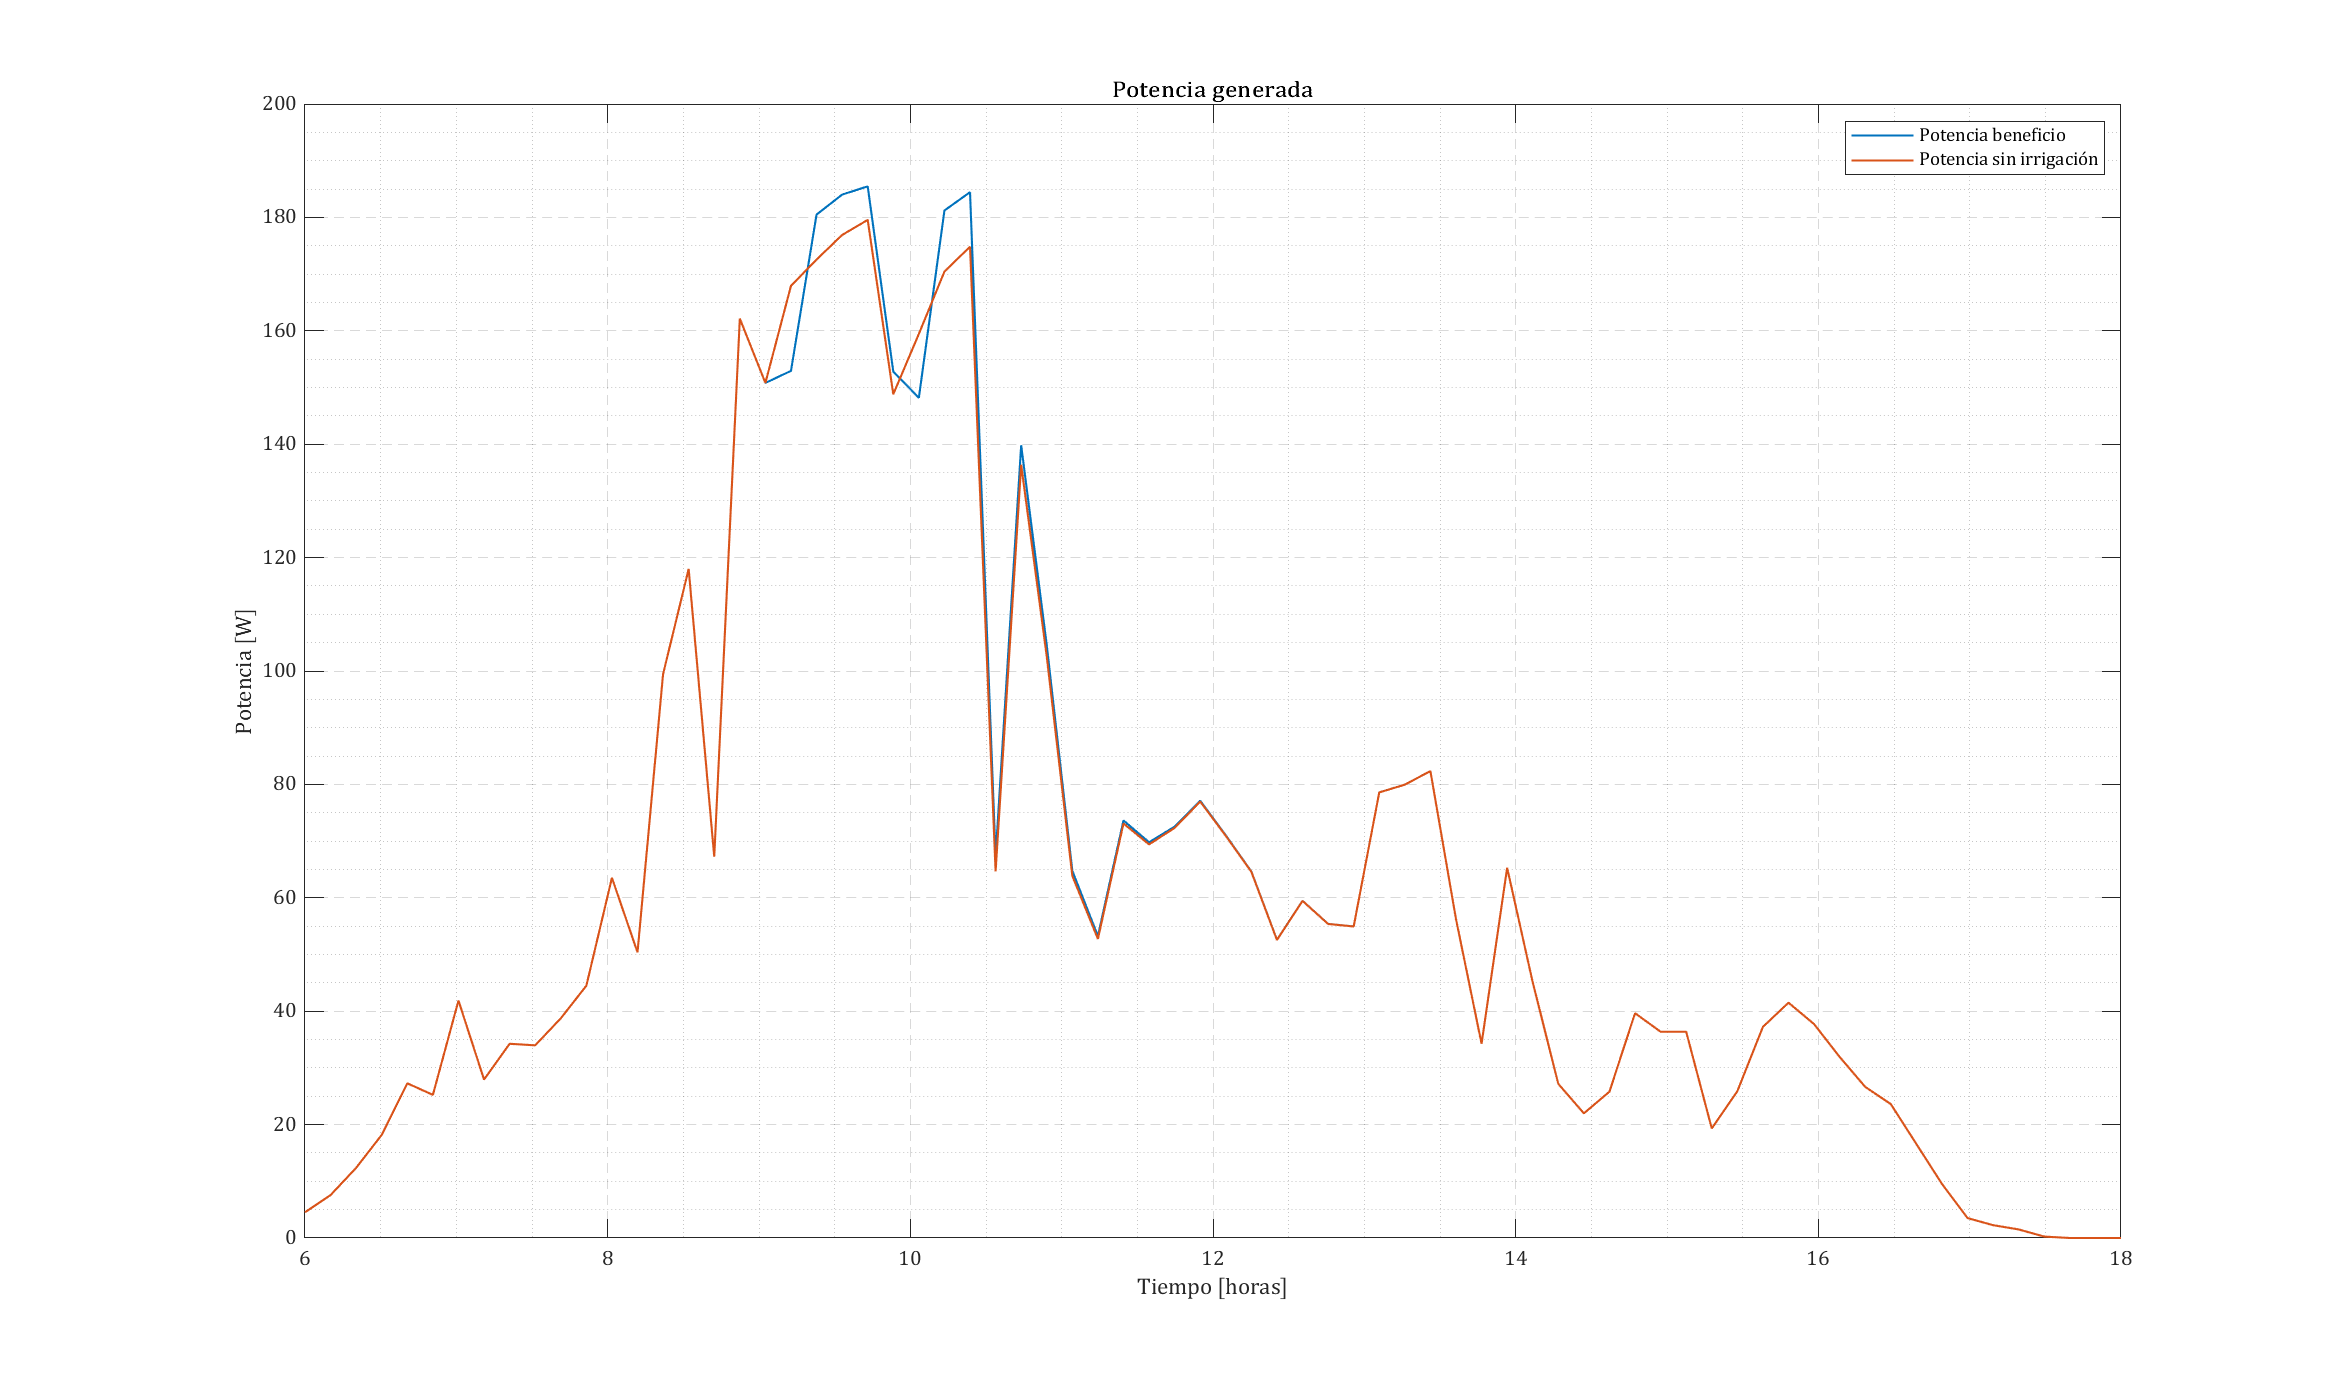 Potencia generada
200
180
160
140
120
100
80
60
40
20
0
Potencia [W]
Potencia beneficio
Potencia sin irrigación
6 8 10 12 14 16 18
Tiempo [horas]